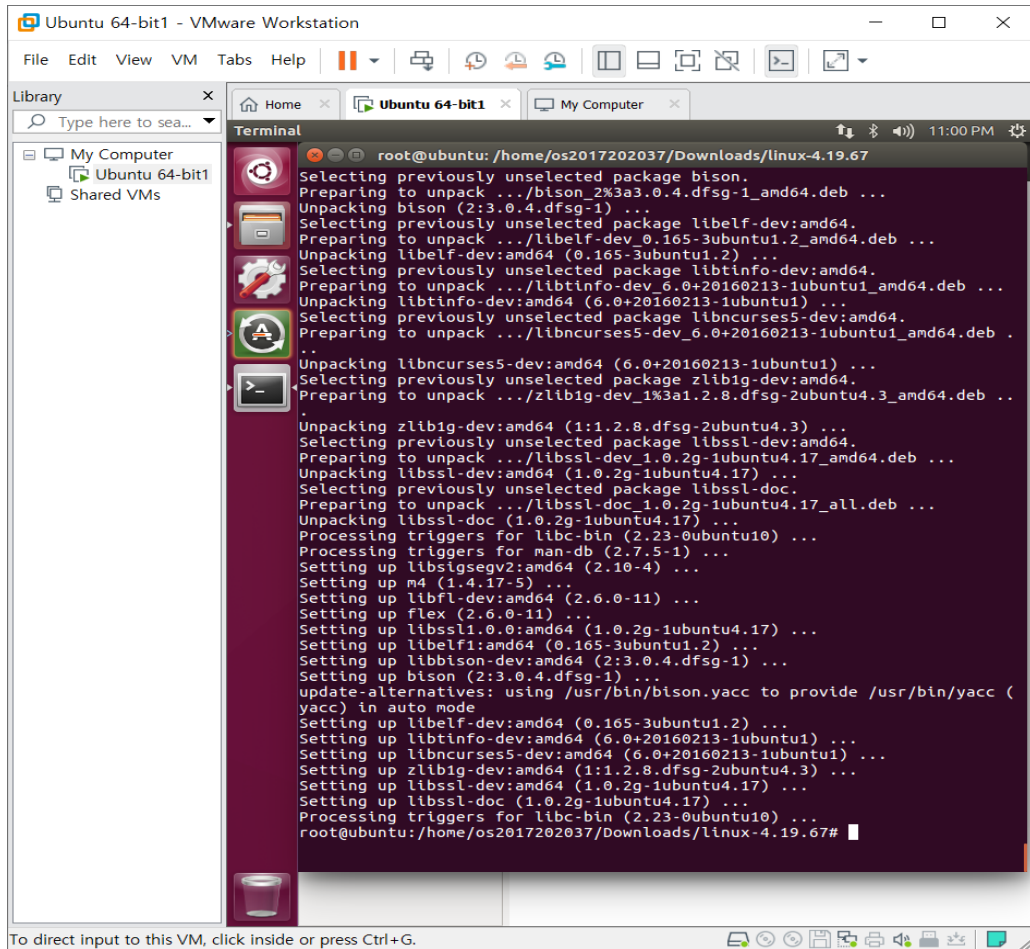 Ubuntu 64-bit1 - VMware Workstation
File Edit View VM Tabs Help
Library
Type here to sea...
My Computer
Ubuntu 64-bit1
Shared VMs
Home
Ubuntu 64-bit1
My Computer
Terminal
11:00 PM
root@ubuntu: /home/os2017202037/Downloads/linux-4.19.67
Selecting previously unselected package bison.
Preparing to unpack .../bison_2%3a3.0.4.dfsg-1_amd64.deb ...
Unpacking bison (2:3.0.4.dfsg-1) ...
Selecting previously unselected package libelf-dev:amd64.
Preparing to unpack .../libelf-dev_0.165-3ubuntu1.2_amd64.deb ...
Unpacking libelf-dev:amd64 (0.165-3ubuntu1.2) ...
Selecting previously unselected package libtinfo-dev:amd64.
Preparing to unpack .../libtinfo-dev_6.0+20160213-1ubuntu1_amd64.deb ...
Unpacking libtinfo-dev:amd64 (6.0+20160213-1ubuntu1) ...
Selecting previously unselected package libncurses5-dev:amd64.
Preparing to unpack .../libncurses5-dev_6.0+20160213-1ubuntu1_amd64.deb .
..
Unpacking libncurses5-dev:amd64 (6.0+20160213-1ubuntu1) ...
Selecting previously unselected package zlib1g-dev:amd64.
Preparing to unpack .../zlib1g-dev_1%3a1.2.8.dfsg-2ubuntu4.3_amd64.deb ..
.
Unpacking zlib1g-dev:amd64 (1:1.2.8.dfsg-2ubuntu4.3) ...
Selecting previously unselected package libssl-dev:amd64.
Preparing to unpack .../libssl-dev_1.0.2g-1ubuntu4.17_amd64.deb ...
Unpacking libssl-dev:amd64 (1.0.2g-1ubuntu4.17) ...
Selecting previously unselected package libssl-doc.
Preparing to unpack .../libssl-doc_1.0.2g-1ubuntu4.17_all.deb ...
Unpacking libssl-doc (1.0.2g-1ubuntu4.17) ...
Processing triggers for libc-bin (2.23-0ubuntu10) ...
Processing triggers for man-db (2.7.5-1) ...
Setting up libsigsegv2:amd64 (2.10-4) ...
Setting up m4 (1.4.17-5) ...
Setting up libfl-dev:amd64 (2.6.0-11) ...
Setting up flex (2.6.0-11) ...
Setting up libssl1.0.0:amd64 (1.0.2g-1ubuntu4.17) ...
Setting up libelf1:amd64 (0.165-3ubuntu1.2) ...
Setting up libbison-dev:amd64 (2:3.0.4.dfsg-1) ...
Setting up bison (2:3.0.4.dfsg-1) ...
update-alternatives: using /usr/bin/bison.yacc to provide /usr/bin/yacc (
yacc) in auto mode
Setting up libelf-dev:amd64 (0.165-3ubuntu1.2) ...
Setting up libtinfo-dev:amd64 (6.0+20160213-1ubuntu1) ...
Setting up libncurses5-dev:amd64 (6.0+20160213-1ubuntu1) ...
Setting up zlib1g-dev:amd64 (1:1.2.8.dfsg-2ubuntu4.3) ...
Setting up libssl-dev:amd64 (1.0.2g-1ubuntu4.17) ...
Setting up libssl-doc (1.0.2g-1ubuntu4.17) ...
Processing triggers for libc-bin (2.23-0ubuntu10) ...
root@ubuntu:/home/os2017202037/Downloads/linux-4.19.67#
To direct input to this VM, click inside or press Ctrl+G.